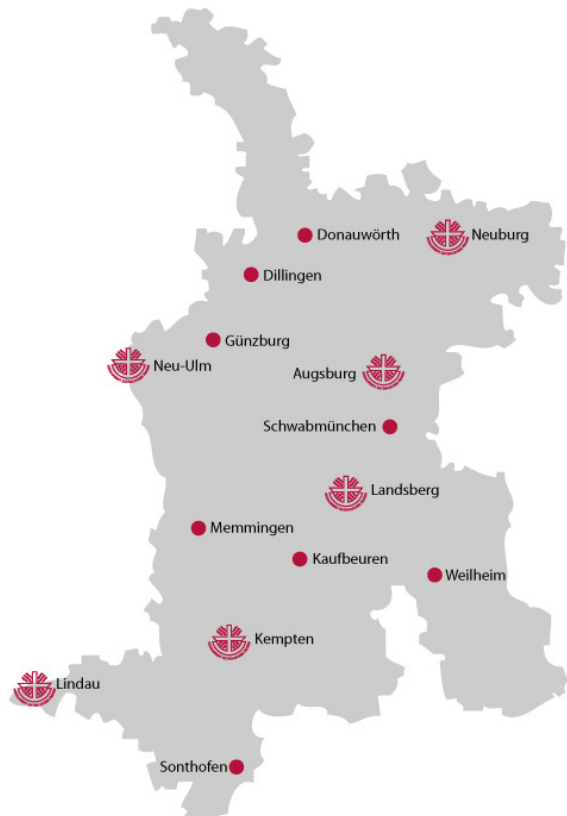 Donauwörth
Neuburg
Dillingen
Günzburg
Neu-Ulm
Augsburg
Schwabmünchen
Landsberg
Memmingen
Kaufbeuren
Weilheim
Kempten
Lindau
Sonthofen